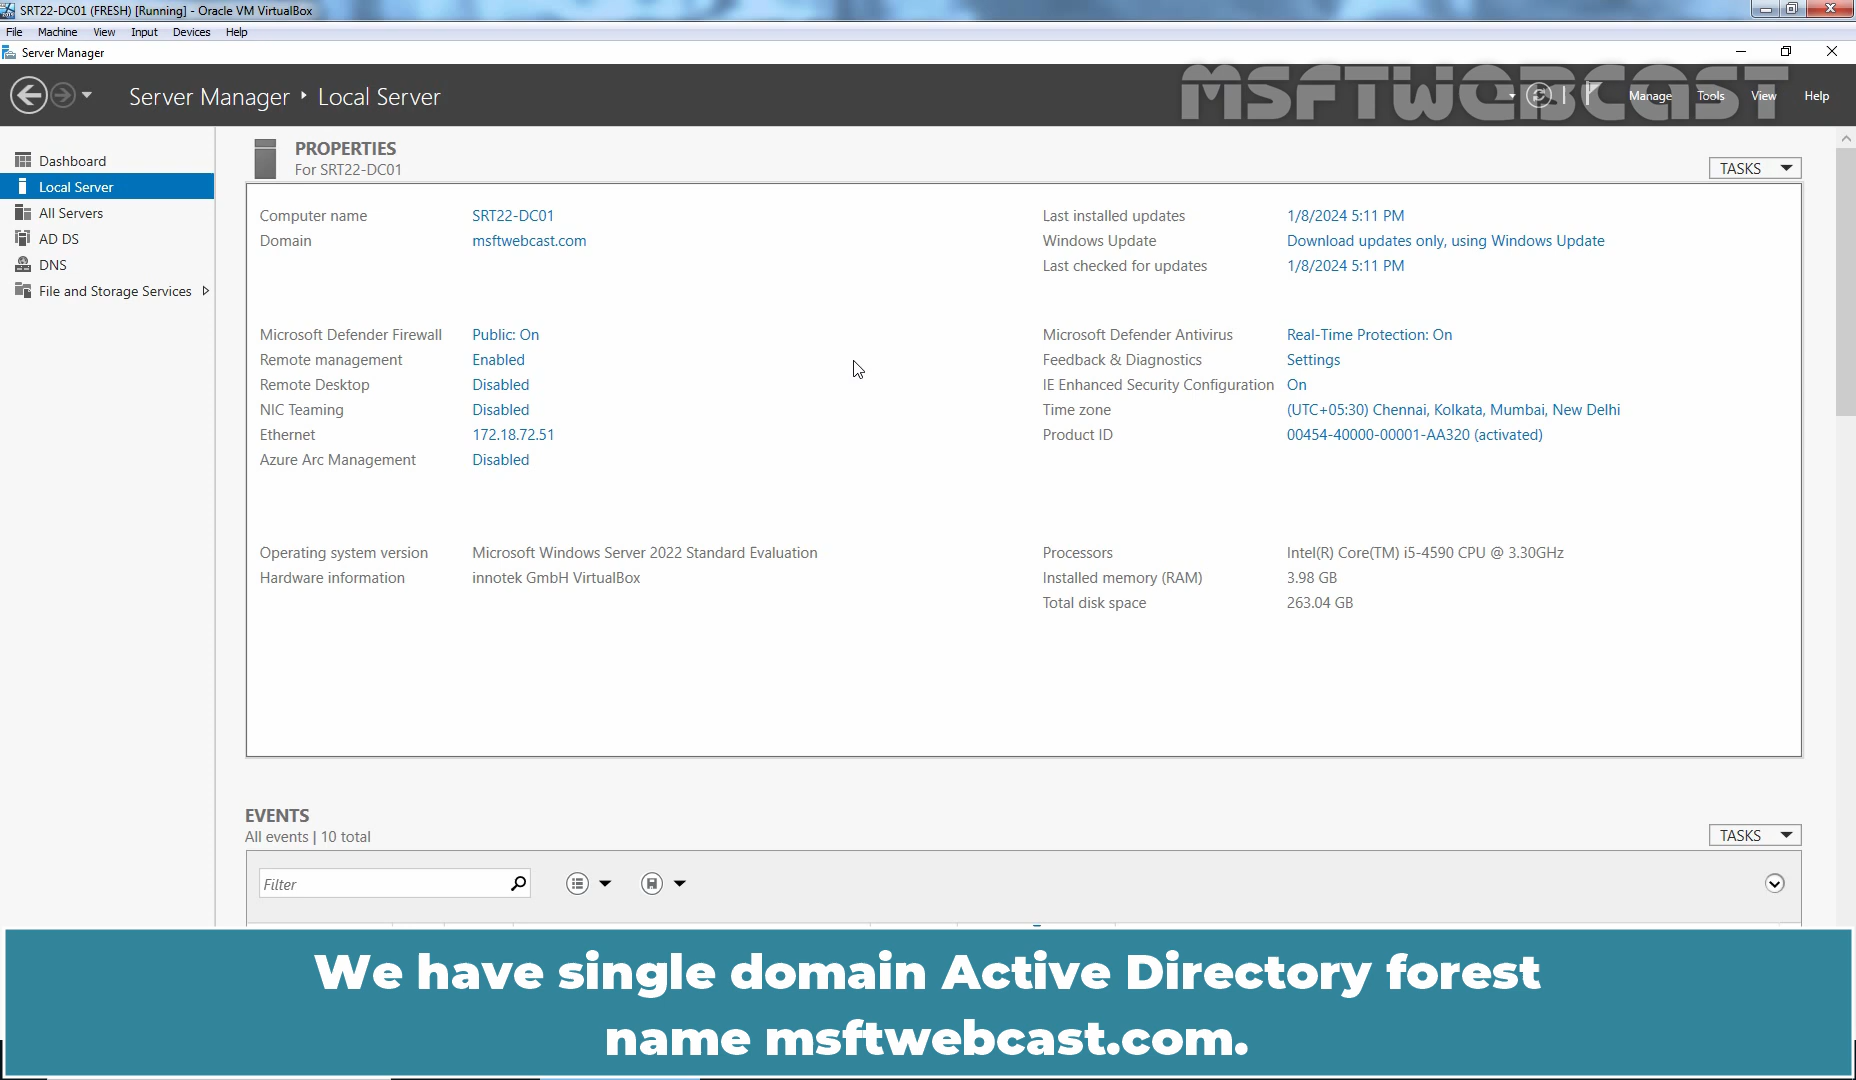 SRT22-DC01 (FRESH) [Running] - Oracle VM VirtualBox
File Machine View Input Devices Help
Server Manager
Server Manager ‣ Local Server
MSFTWEBCAST
Manage Tools View Help
Dashboard
Local Server
All Servers
AD DS
DNS
File and Storage Services
PROPERTIES
For SRT22-DC01
TASKS
Computer name SRT22-DC01
Domain msftwebcast.com
Last installed updates 1/8/2024 5:11 PM
Windows Update Download updates only, using Windows Update
Last checked for updates 1/8/2024 5:11 PM
Microsoft Defender Firewall Public: On
Remote management Enabled
Remote Desktop Disabled
NIC Teaming Disabled
Ethernet 172.18.72.51
Azure Arc Management Disabled
Microsoft Defender Antivirus Real-Time Protection: On
Feedback & Diagnostics Settings
IE Enhanced Security Configuration On
Time zone (UTC+05:30) Chennai, Kolkata, Mumbai, New Delhi
Product ID 00454-40000-00001-AA320 (activated)
Operating system version Microsoft Windows Server 2022 Standard Evaluation
Hardware information innotek GmbH VirtualBox
Processors Intel(R) Core(TM) i5-4590 CPU @ 3.30GHz
Installed memory (RAM) 3.98 GB
Total disk space 263.04 GB
EVENTS
All events | 10 total
TASKS
Filter
We have single domain Active Directory forest
name msftwebcast.com.